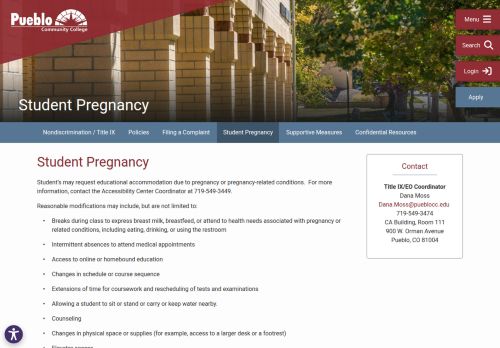 Pueblo
Community College
Menu
Search
Login
Apply
Student Pregnancy
Nondiscrimination / Title IX
Policies
Filing a Complaint
Student Pregnancy
Supportive Measures
Confidential Resources
Student Pregnancy
Student's may request educational accommodation due to pregnancy or pregnancy-related conditions. For more
information, contact the Accessibility Center Coordinator at 719-549-3449.
Reasonable modifications may include, but are not limited to:
• Breaks during class to express breast milk, breastfeed, or attend to health needs associated with pregnancy or
related conditions, including eating, drinking, or using the restroom
• Intermittent absences to attend medical appointments
• Access to online or homebound education
• Changes in schedule or course sequence
• Extensions of time for coursework and rescheduling of tests and examinations
• Allowing a student to sit or stand or carry or keep water nearby.
• Counseling
• Changes in physical space or supplies (for example, access to a larger desk or a footrest)
Contact
Title IX/EO Coordinator
Dana Moss
Dana.Moss@pueblocc.edu
719-549-3474
CA Building, Room 111
900 W. Orman Avenue
Pueblo, CO 81004